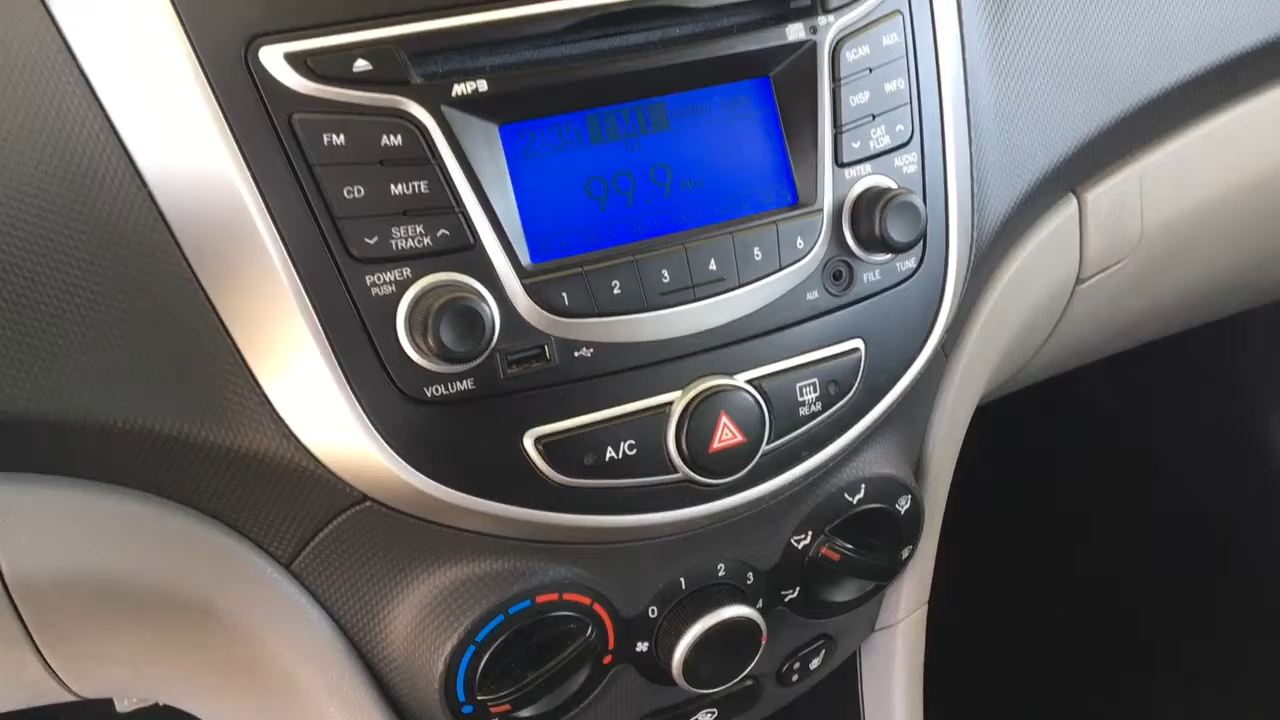 CD-IN
MP3
SCAN AUX
DISP INFO
CAT
FLDR
FM AM
CD MUTE
SEEK
TRACK
2:35 FM1
99.9
POWER
PUSH
VOLUME
1 2 3 4 5 6
ENTER AUDIO
PUSH
AUX FILE TUNE
A/C
REAR
0 1 2 3 4